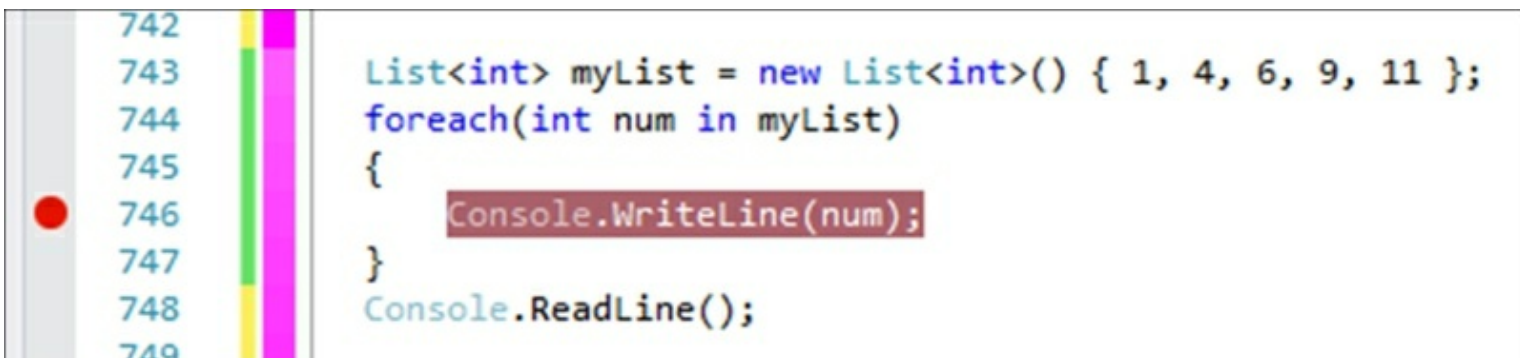 742
743 List<int> myList = new List<int>() { 1, 4, 6, 9, 11 };
744 foreach(int num in myList)
745 {
746 Console.WriteLine(num);
747 }
748 Console.ReadLine();
749